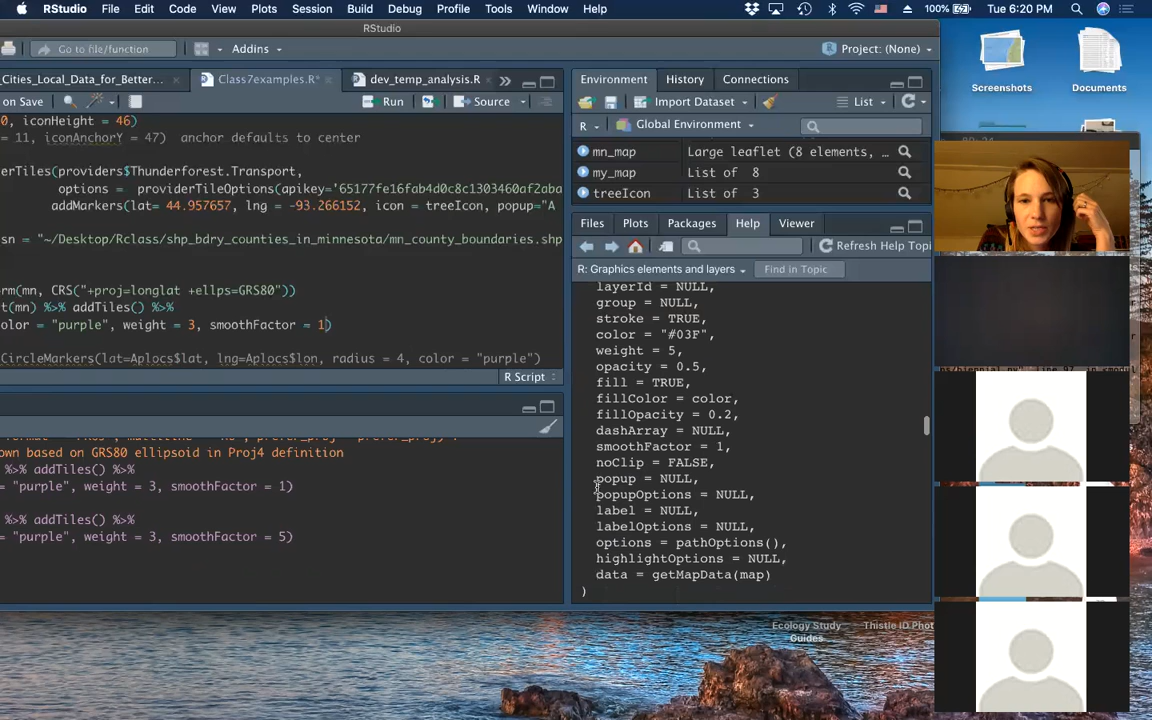 RStudio File Edit Code View Plots Session Build Debug Profile Tools Window Help 100% Tue 6:20 PM
RStudio
Go to file/function Addins Project: (None)
_Cities_Local_Data_for_Better... Class7examples.R* dev_temp_analysis.R
on Save Run Source
0, iconHeight = 46)
= 11, iconAnchorY = 47) anchor defaults to center
erTiles(providers$Thunderforest.Transport,
options = providerTileOptions(apikey='65177fe16fab4d0c8c1303460af2aba
addMarkers(lat= 44.957657, lng = -93.266152, icon = treeIcon, popup="A
sn = "~/Desktop/Rclass/shp_bdry_counties_in_minnesota/mn_county_boundaries.shp
orm(mn, CRS("+proj=longlat +ellps=GRS80"))
t(mn) %>% addTiles() %>%
olor = "purple", weight = 3, smoothFactor = 1)
CircleMarkers(lat=Aplocs$lat, lng=Aplocs$lon, radius = 4, color = "purple")
R Script
own based on GRS80 ellipsoid in Proj4 definition
%>% addTiles() %>%
= "purple", weight = 3, smoothFactor = 1)
%>% addTiles() %>%
= "purple", weight = 3, smoothFactor = 5)
Environment History Connections
Import Dataset List
R Global Environment
mn_map Large leaflet (8 elements, …
my_map List of 8
treeIcon List of 3
Files Plots Packages Help Viewer
Refresh Help Topi
R: Graphics elements and layers Find in Topic
layerId = NULL,
group = NULL,
stroke = TRUE,
color = "#03F",
weight = 5,
opacity = 0.5,
fill = TRUE,
fillColor = color,
fillOpacity = 0.2,
dashArray = NULL,
smoothFactor = 1,
noClip = FALSE,
popup = NULL,
popupOptions = NULL,
label = NULL,
labelOptions = NULL,
options = pathOptions(),
highlightOptions = NULL,
data = getMapData(map)
)
Screenshots Documents
Ecology Study
Guides
Thistle ID Phot